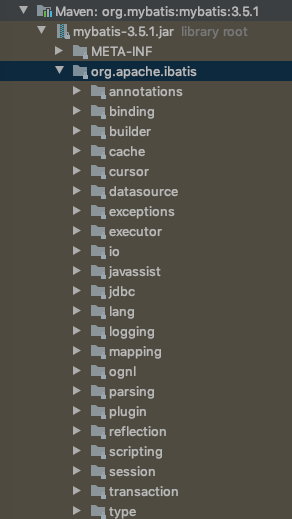 Maven: org.mybatis:mybatis:3.5.1
mybatis-3.5.1.jar library root
META-INF
org.apache.ibatis
annotations
binding
builder
cache
cursor
datasource
exceptions
executor
io
javassist
jdbc
lang
logging
mapping
ognl
parsing
plugin
reflection
scripting
session
transaction
type